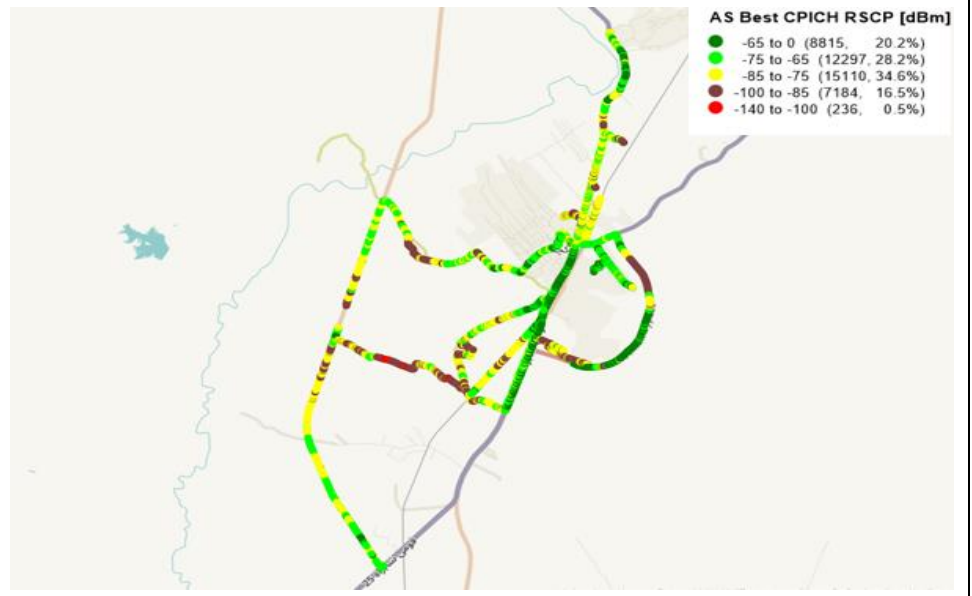 AS Best CPICH RSCP [dBm]
-65 to 0 (8815, 20.2%)
-75 to -65 (12297, 28.2%)
-85 to -75 (15110, 34.6%)
-100 to -85 (7184, 16.5%)
-140 to -100 (236, 0.5%)